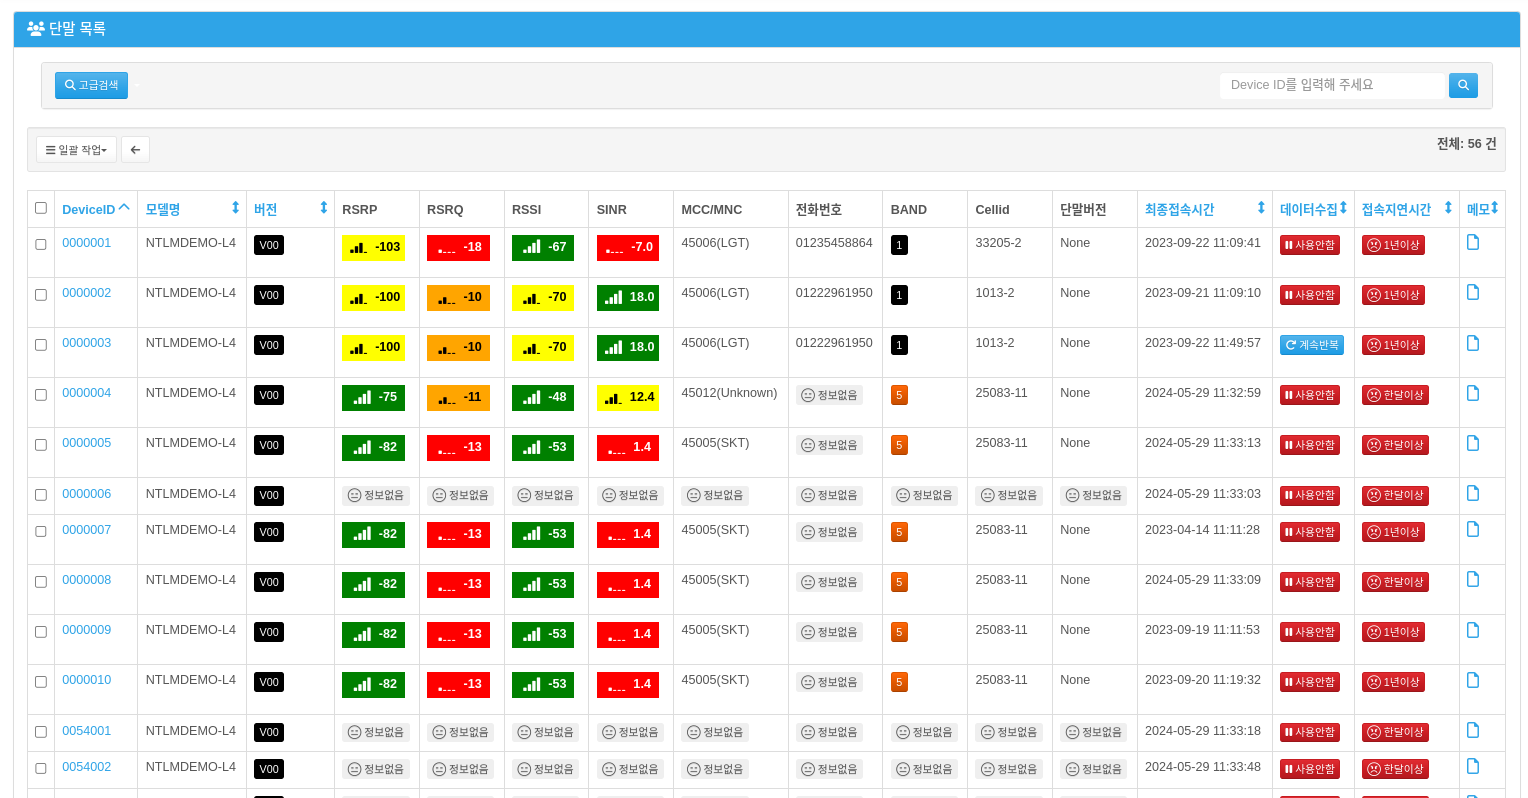 단말 목록
고급검색
Device ID를 입력해 주세요
일괄 작업
전체: 56 건
DeviceID 모델명 버전 RSRP RSRQ RSSI SINR MCC/MNC 전화번호 BAND Cellid 단말버전 최종접속시간 데이터수집 접속지연시간 메모
0000001 NTLMDEMO-L4 V00 -103 -18 -67 -7.0 45006(LGT) 01235458864 1 33205-2 None 2023-09-22 11:09:41 사용안함 1년이상
0000002 NTLMDEMO-L4 V00 -100 -10 -70 18.0 45006(LGT) 01222961950 1 1013-2 None 2023-09-21 11:09:10 사용안함 1년이상
0000003 NTLMDEMO-L4 V00 -100 -10 -70 18.0 45006(LGT) 01222961950 1 1013-2 None 2023-09-22 11:49:57 계속반복 1년이상
0000004 NTLMDEMO-L4 V00 -75 -11 -48 12.4 45012(Unknown) 정보없음 5 25083-11 None 2024-05-29 11:32:59 사용안함 한달이상
0000005 NTLMDEMO-L4 V00 -82 -13 -53 1.4 45005(SKT) 정보없음 5 25083-11 None 2024-05-29 11:33:13 사용안함 한달이상
0000006 NTLMDEMO-L4 V00 정보없음 정보없음 정보없음 정보없음 정보없음 정보없음 정보없음 정보없음 정보없음 2024-05-29 11:33:03 사용안함 한달이상
0000007 NTLMDEMO-L4 V00 -82 -13 -53 1.4 45005(SKT) 정보없음 5 25083-11 None 2023-04-14 11:11:28 사용안함 1년이상
0000008 NTLMDEMO-L4 V00 -82 -13 -53 1.4 45005(SKT) 정보없음 5 25083-11 None 2024-05-29 11:33:09 사용안함 한달이상
0000009 NTLMDEMO-L4 V00 -82 -13 -53 1.4 45005(SKT) 정보없음 5 25083-11 None 2023-09-19 11:11:53 사용안함 1년이상
0000010 NTLMDEMO-L4 V00 -82 -13 -53 1.4 45005(SKT) 정보없음 5 25083-11 None 2023-09-20 11:19:32 사용안함 1년이상
0054001 NTLMDEMO-L4 V00 정보없음 정보없음 정보없음 정보없음 정보없음 정보없음 정보없음 정보없음 정보없음 2024-05-29 11:33:18 사용안함 한달이상
0054002 NTLMDEMO-L4 V00 정보없음 정보없음 정보없음 정보없음 정보없음 정보없음 정보없음 정보없음 정보없음 2024-05-29 11:33:48 사용안함 한달이상